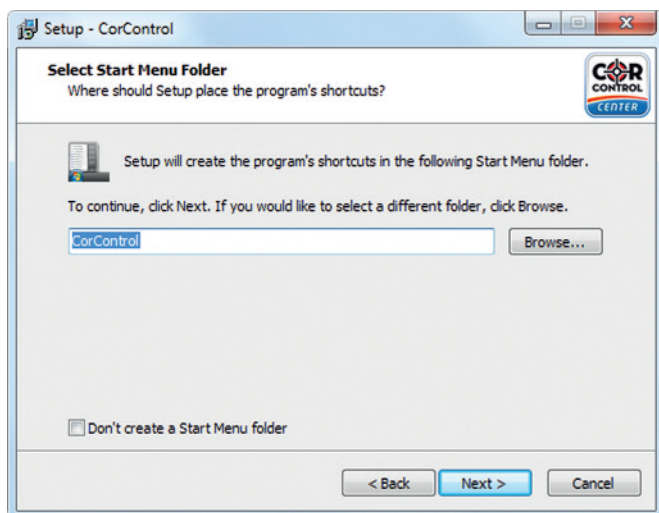 Setup - CorControl
Select Start Menu Folder
Where should Setup place the program's shortcuts?
COR
CONTROL
CENTER
Setup will create the program's shortcuts in the following Start Menu folder.
To continue, click Next. If you would like to select a different folder, click Browse.
CorControl
Browse...
Don't create a Start Menu folder
< Back
Next >
Cancel